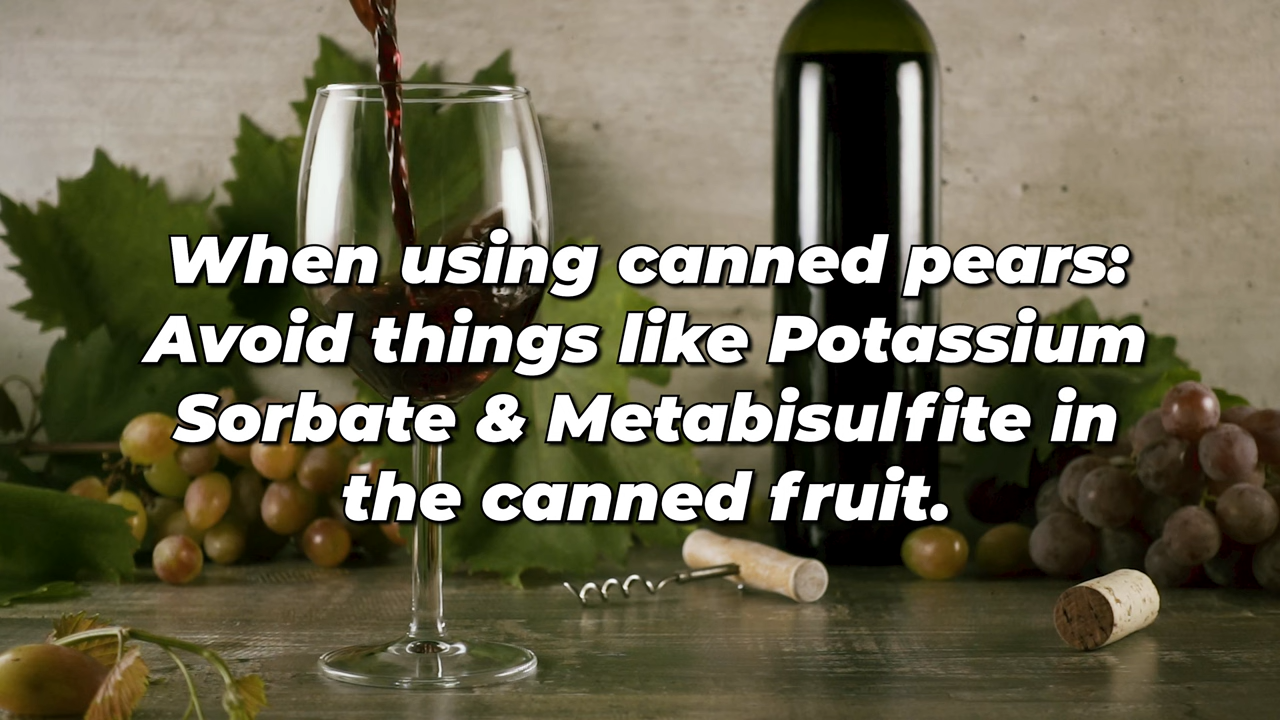 When using canned pears:
Avoid things like Potassium
Sorbate & Metabisulfite in
the canned fruit.